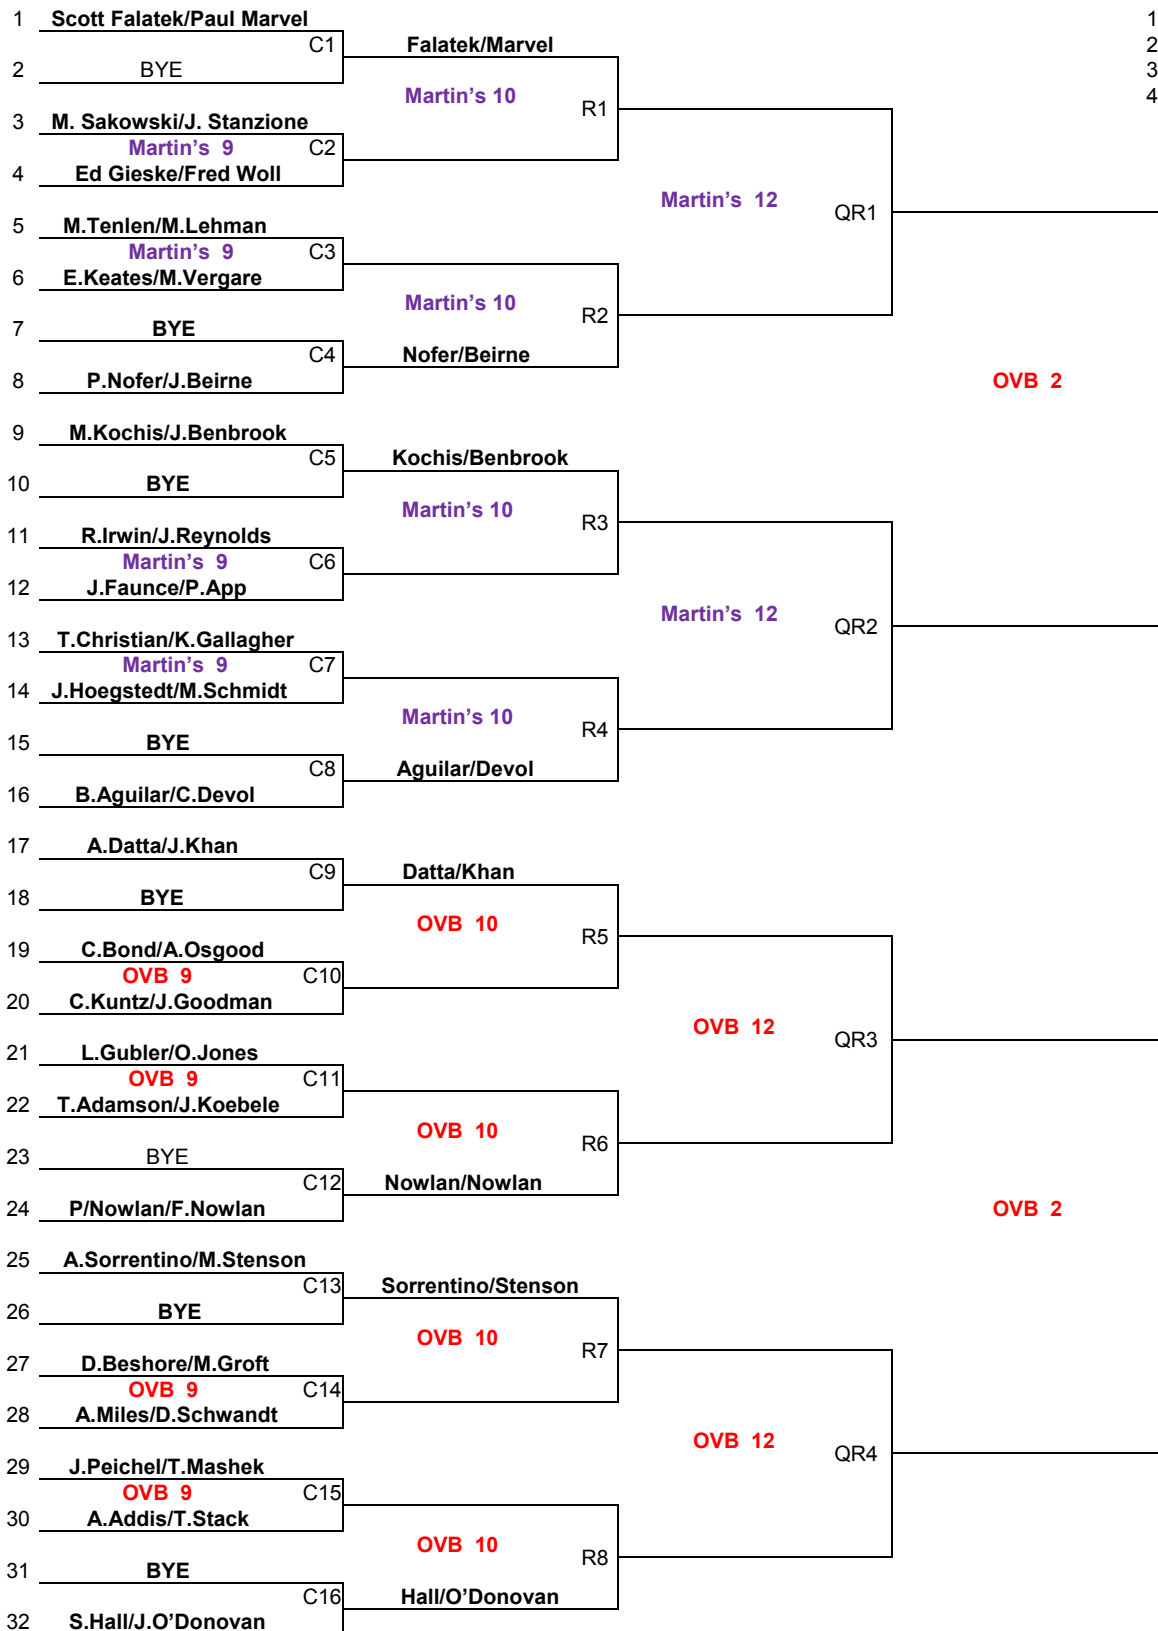 1 Scott Falatek/Paul Marvel 1
C1 Falatek/Marvel 2
2 BYE 3
Martin's 10 4
R1
3 M. Sakowski/J. Stanzione
Martin's 9 C2
4 Ed Gieske/Fred Woll
Martin's 12
QR1
5 M.Tenlen/M.Lehman
Martin's 9 C3
6 E.Keates/M.Vergare
Martin's 10
R2
7 BYE
C4 Nofer/Beirne
8 P.Nofer/J.Beirne OVB 2
9 M.Kochis/J.Benbrook
C5 Kochis/Benbrook
10 BYE
Martin's 10
R3
11 R.Irwin/J.Reynolds
Martin's 9 C6
12 J.Faunce/P.App
Martin's 12
QR2
13 T.Christian/K.Gallagher
Martin's 9 C7
14 J.Hoegstedt/M.Schmidt
Martin's 10
R4
15 BYE
C8 Aguilar/Devol
16 B.Aguilar/C.Devol
17 A.Datta/J.Khan
C9 Datta/Khan
18 BYE
OVB 10
R5
19 C.Bond/A.Osgood
OVB 9 C10
20 C.Kuntz/J.Goodman
OVB 12
QR3
21 L.Gubler/O.Jones
OVB 9 C11
22 T.Adamson/J.Koebele
OVB 10
R6
23 BYE
C12 Nowlan/Nowlan
24 P/Nowlan/F.Nowlan OVB 2
25 A.Sorrentino/M.Stenson
C13 Sorrentino/Stenson
26 BYE
OVB 10
R7
27 D.Beshore/M.Groft
OVB 9 C14
28 A.Miles/D.Schwandt
OVB 12
QR4
29 J.Peichel/T.Mashek
OVB 9 C15
30 A.Addis/T.Stack
OVB 10
R8
31 BYE
C16 Hall/O'Donovan
32 S.Hall/J.O'Donovan